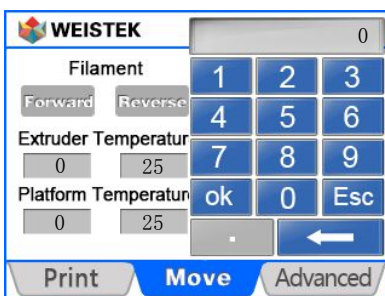 WEISTEK
0
Filament
1 2 3
Forward Reverse
4 5 6
Extruder Temperatur
7 8 9
0 25
Platform Temperatur
ok 0 Esc
0 25
.
Print Move Advanced